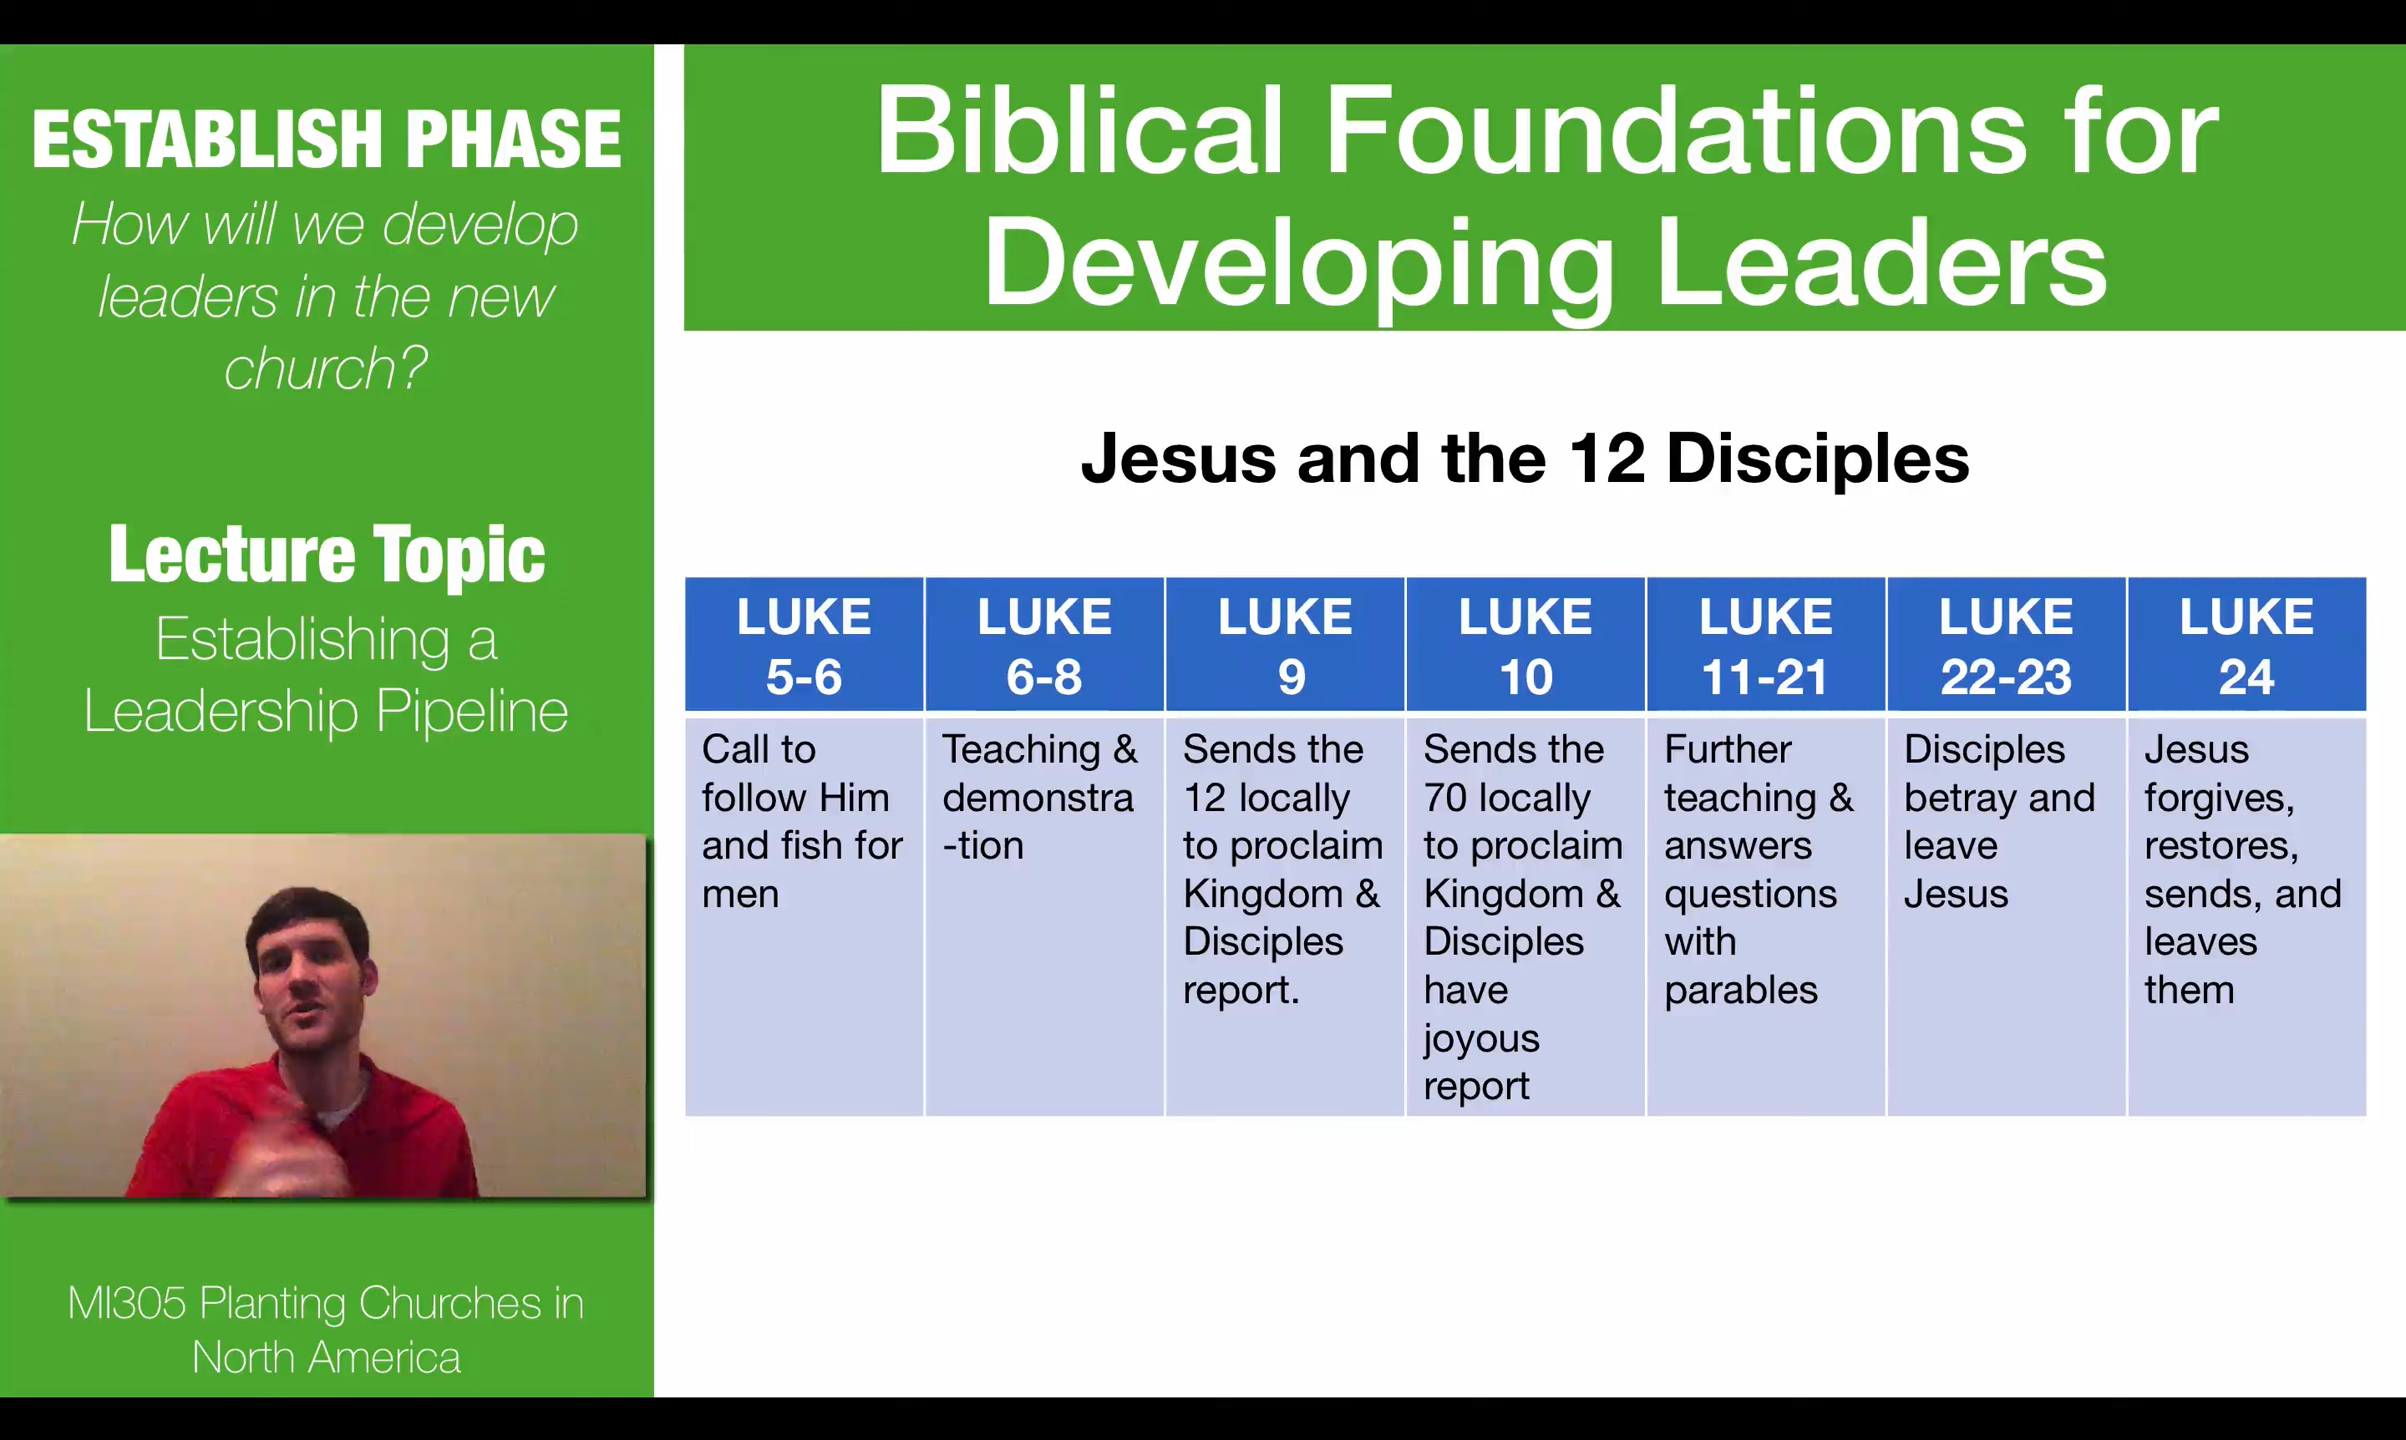 ESTABLISH PHASE
How will we develop
leaders in the new
church?
Lecture Topic
Establishing a
Leadership Pipeline
MI305 Planting Churches in
North America
Biblical Foundations for
Developing Leaders
Jesus and the 12 Disciples
LUKE
5-6
Call to
follow Him
and fish for
men
LUKE
6-8
Teaching &
demonstra
-tion
LUKE
9
Sends the
12 locally
to proclaim
Kingdom &
Disciples
report.
LUKE
10
Sends the
70 locally
to proclaim
Kingdom &
Disciples
have
joyous
report
LUKE
11-21
Further
teaching &
answers
questions
with
parables
LUKE
22-23
Disciples
betray and
leave
Jesus
LUKE
24
Jesus
forgives,
restores,
sends, and
leaves
them